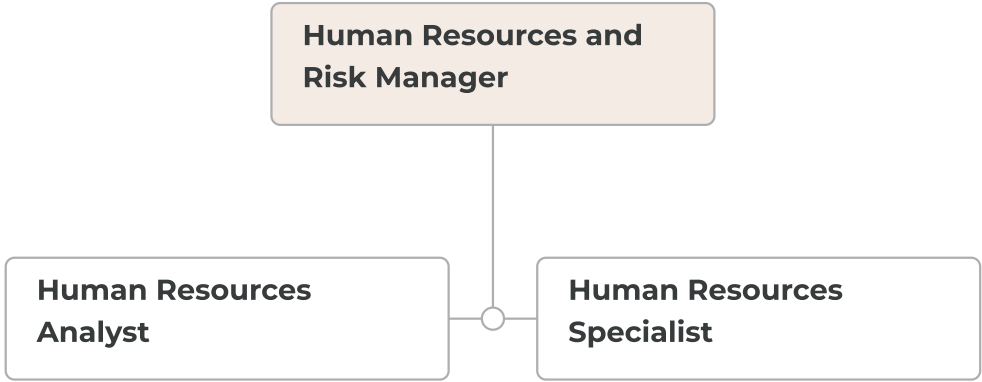 Human Resources and
Risk Manager
Human Resources
Analyst
Human Resources
Specialist